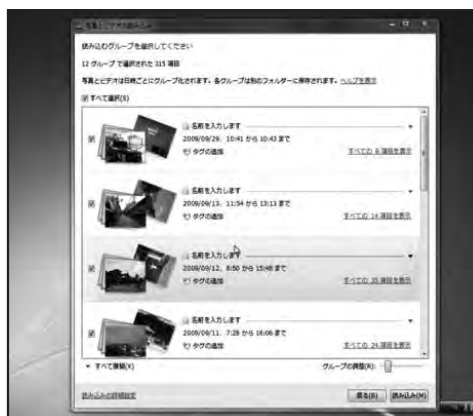 写真とビデオの読み込み
読み込むグループを選択してください
12 グループ で選択された 315 項目
写真とビデオは日時ごとにグループ化されます。各グループは別のフォルダーに保存されます。 ヘルプを表示
すべて選択(S)
名前を入力します
2009/09/29、10:41 から 10:43 まで
タグの追加 すべての 8 項目を表示
名前を入力します
2009/09/13、11:54 から 13:13 まで
タグの追加 すべての 14 項目を表示
名前を入力します
2009/09/12、8:50 から 15:48 まで
タグの追加 すべての 35 項目を表示
名前を入力します
2009/09/11、7:28 から 16:06 まで
タグの追加 すべての 24 項目を表示
すべて展開(X) グループの調整(R):
読み込みの詳細設定 戻る(B) 読み込み(M)